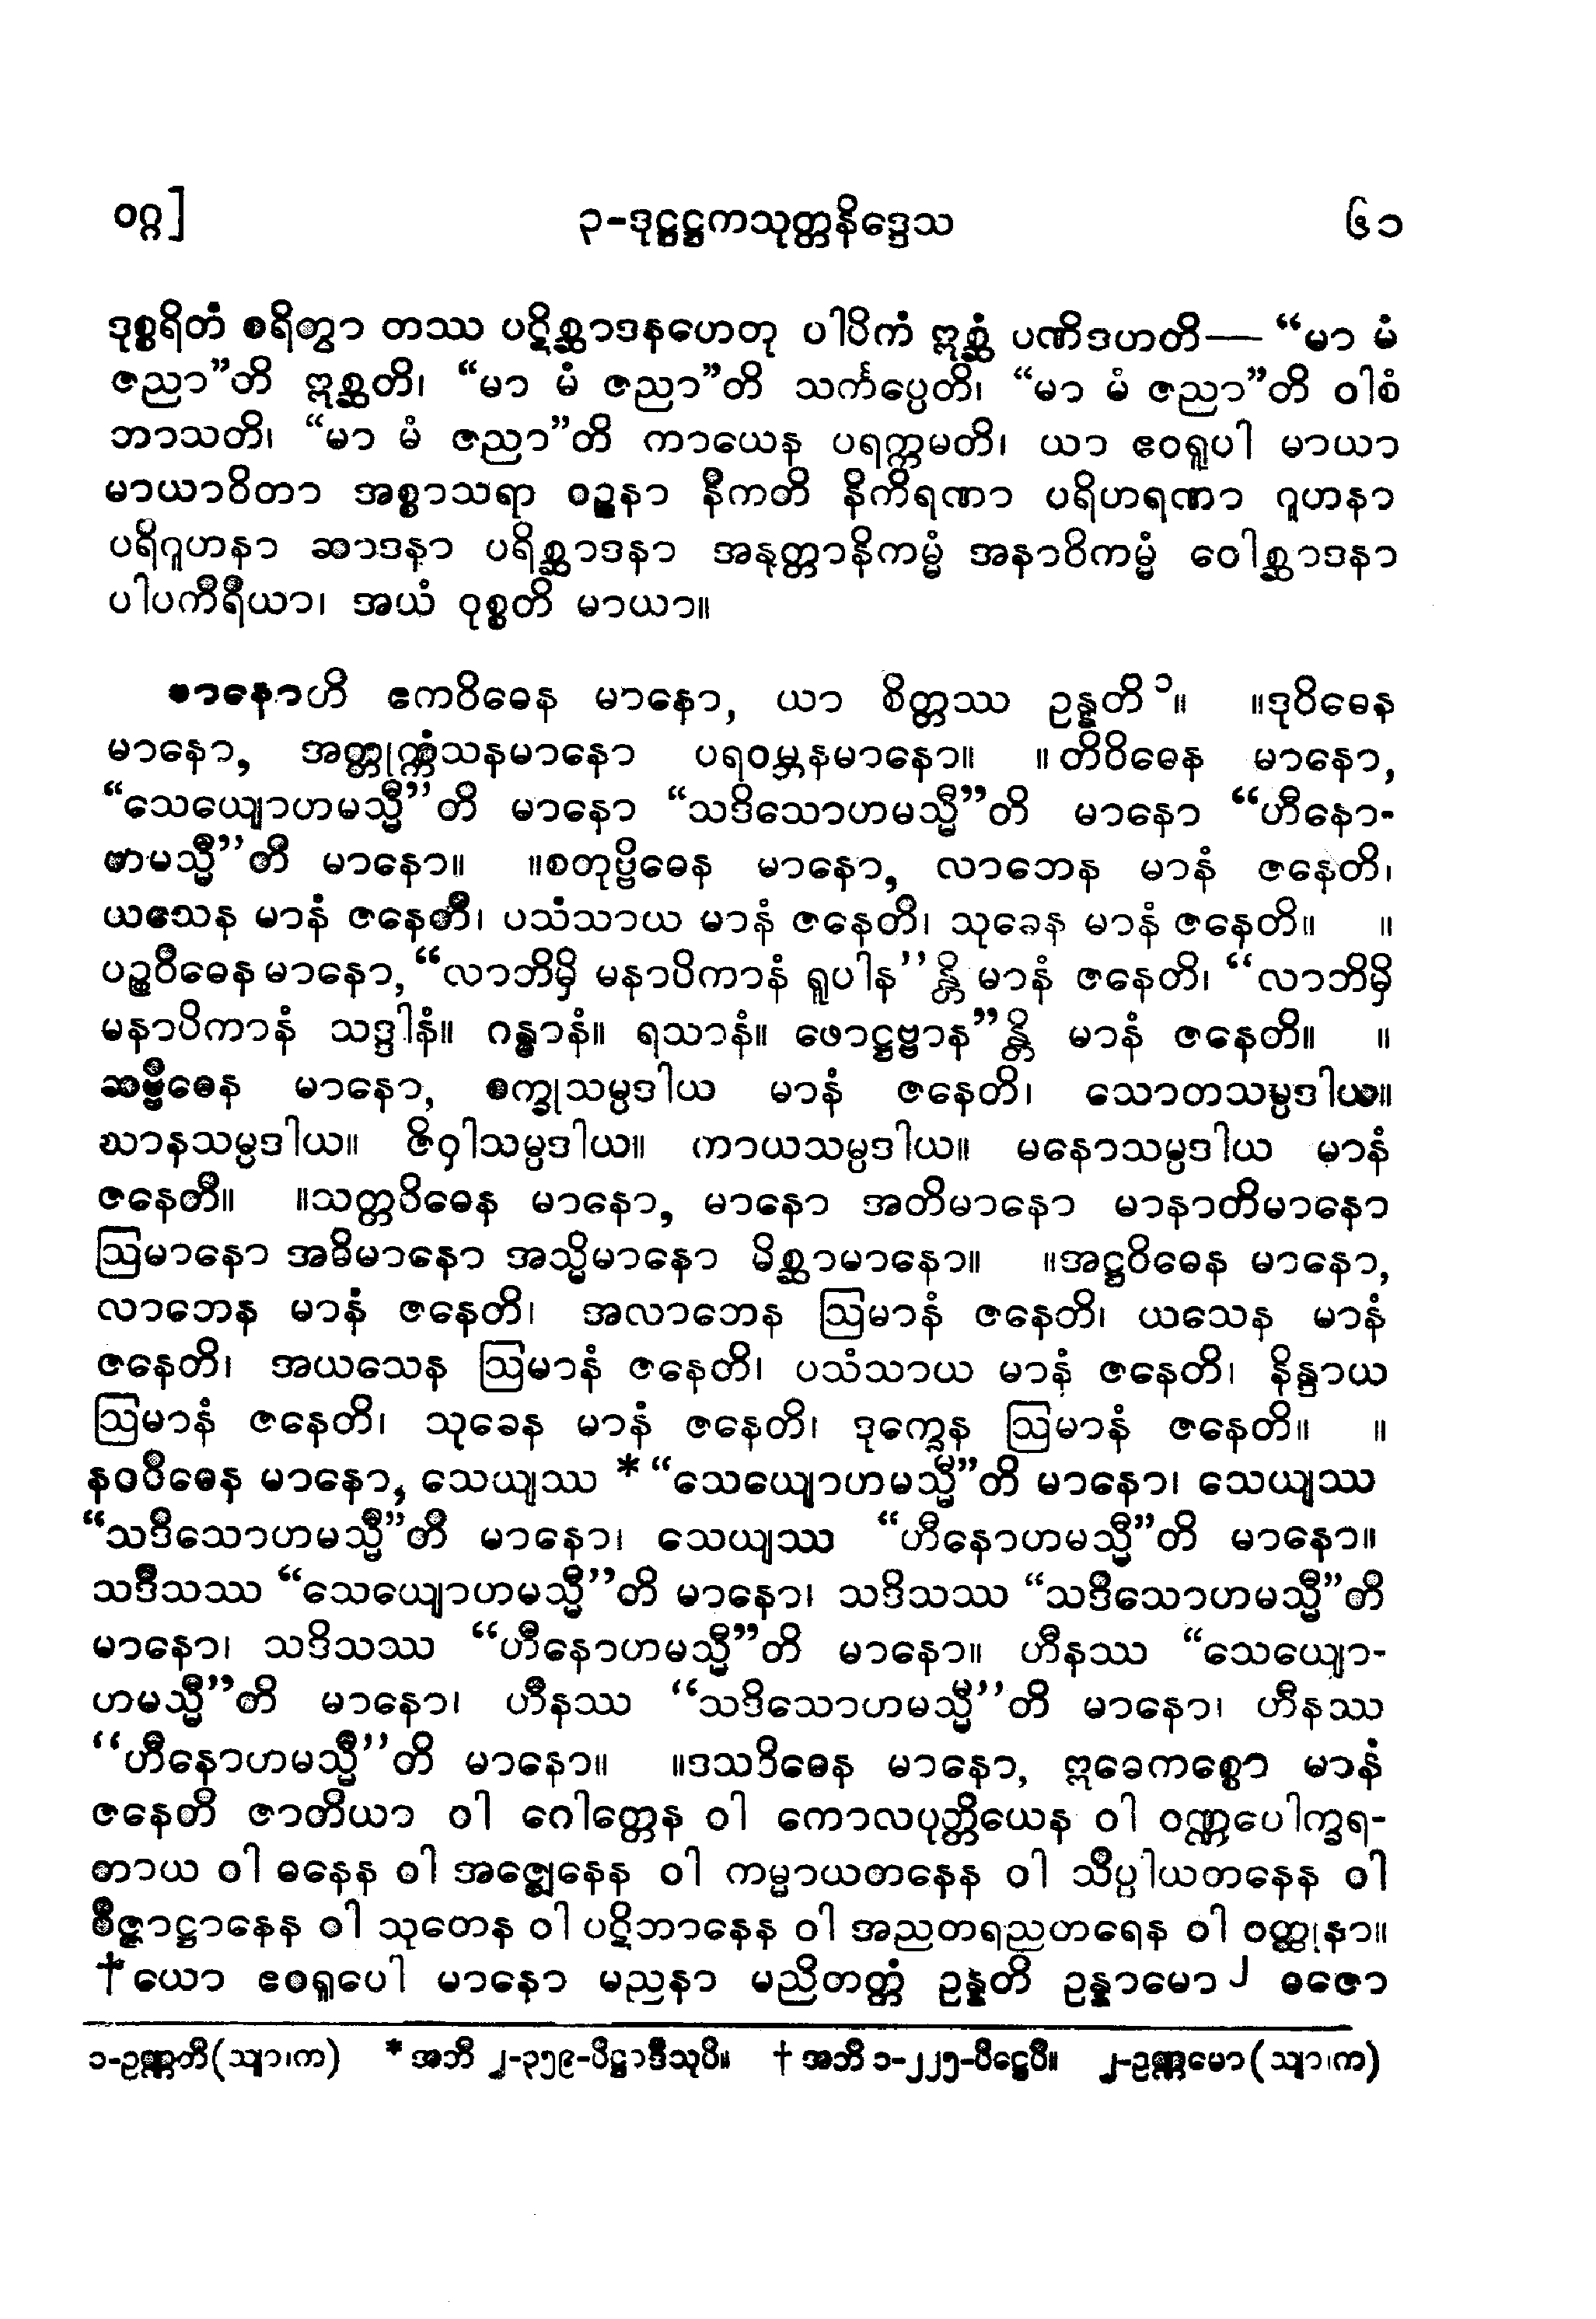 ဝဂ္ဂ] ၃-ဒုဋ္ဌဋ္ဌကသုတ္တနိဒ္ဒေသ ၆၁
ဒုစ္စရိတံ စရိတွာ တဿ ပဋိစ္ဆာဒနဟေတု ပါပိကံ ဣစ္ဆံ ပဏိဒဟတိ— “မာ မံ
ဇညာ”တိ ဣစ္ဆတိ၊ “မာ မံ ဇညာ”တိ သင်္ကပ္ပေတိ၊ “မာ မံ ဇညာ”တိ ဝါစံ
ဘာသတိ၊ “မာ မံ ဇညာ”တိ ကာယေန ပရက္ကမတိ၊ ယာ ဧဝရူပါ မာယာ
မာယာဝိတာ အစ္စာသရာ ဝဉ္စနာ နိကတိ နိကိရဏာ ပရိဟရဏာ ဂူဟနာ
ပရိဂူဟနာ ဆာဒနာ ပရိစ္ဆာဒနာ အနုတ္တာနိကမ္မံ အနာဝိကမ္မံ ဝေါစ္ဆာဒနာ
ပါပကိရိယာ၊ အယံ ဝုစ္စတိ မာယာ။
မာနောတိ ဧကဝိဓေန မာနော, ယာ စိတ္တဿ ဥန္နတိ ၁။ ။ဒုဝိဓေန
မာနော, အတ္တုက္ကံသနမာနော ပရဝမ္ဘနမာနော။ ။တိဝိဓေန မာနော,
“သေယျောဟမသ္မီ”တိ မာနော “သဒိသောဟမသ္မီ”တိ မာနော “ဟီနော-
ဟမသ္မီ”တိ မာနော။ ။စတုဗ္ဗိဓေန မာနော, လာဘေန မာနံ ဇနေတိ၊
ယသေန မာနံ ဇနေတိ၊ ပသံသာယ မာနံ ဇနေတိ၊ သုခေန မာနံ ဇနေတိ။ ။
ပဉ္စဝိဓေန မာနော, “လာဘိမှိ မနာပိကာနံ ရူပါန”န္တိ မာနံ ဇနေတိ၊ “လာဘိမှိ
မနာပိကာနံ သဒ္ဒါနံ။ ဂန္ဓာနံ။ ရသာနံ။ ဖောဋ္ဌဗ္ဗာန”န္တိ မာနံ ဇနေတိ။ ။
ဆဗ္ဗိဓေန မာနော, စက္ခုသမ္ပဒါယ မာနံ ဇနေတိ၊ သောတသမ္ပဒါယ။
ဃာနသမ္ပဒါယ။ ဇိဝှါသမ္ပဒါယ။ ကာယသမ္ပဒါယ။ မနောသမ္ပဒါယ မာနံ
ဇနေတိ။ ။သတ္တဝိဓေန မာနော, မာနော အတိမာနော မာနာတိမာနော
ဩမာနော အဓိမာနော အသ္မိမာနော မိစ္ဆာမာနော။ ။အဋ္ဌဝိဓေန မာနော,
လာဘေန မာနံ ဇနေတိ၊ အလာဘေန ဩမာနံ ဇနေတိ၊ ယသေန မာနံ
ဇနေတိ၊ အယသေန ဩမာနံ ဇနေတိ၊ ပသံသာယ မာနံ ဇနေတိ၊ နိန္ဒာယ
ဩမာနံ ဇနေတိ၊ သုခေန မာနံ ဇနေတိ၊ ဒုက္ခေန ဩမာနံ ဇနေတိ။ ။
နဝဝိဓေန မာနော, သေယျဿ * “သေယျောဟမသ္မီ”တိ မာနော၊ သေယျဿ
“သဒိသောဟမသ္မီ”တိ မာနော၊ သေယျဿ “ဟီနောဟမသ္မီ”တိ မာနော။
သဒိသဿ “သေယျောဟမသ္မီ”တိ မာနော၊ သဒိသဿ “သဒိသောဟမသ္မီ”တိ
မာနော၊ သဒိသဿ “ဟီနောဟမသ္မီ”တိ မာနော။ ဟီနဿ “သေယျော-
ဟမသ္မီ”တိ မာနော၊ ဟီနဿ “သဒိသောဟမသ္မီ”တိ မာနော၊ ဟီနဿ
“ဟီနောဟမသ္မီ”တိ မာနော။ ။ဒသဝိဓေန မာနော, ဣဓေကစ္စော မာနံ
ဇနေတိ ဇာတိယာ ဝါ ဂေါတ္တေန ဝါ ကောလပုတ္တိယေန ဝါ ဝဏ္ဏပေါက္ခရ-
တာယ ဝါ ဓနေန ဝါ အဇ္ဈေနေန ဝါ ကမ္မာယတနေန ဝါ သိပ္ပါယတနေန ဝါ
ဝိဇ္ဇာဋ္ဌာနေန ဝါ သုတေန ဝါ ပဋိဘာနေန ဝါ အညတရညတရေန ဝါ ဝတ္ထုနာ။
† ယော ဧဝရူပေါ မာနော မညနာ မညိတတ္တံ ဥန္နတိ ဥန္နာမော ၂ ဓဇော
၁-ဥဏ္ဏတိ (သျာ၊က) * အဘိ ၂-၃၅၉-ပိဋ္ဌာဒီသုပိ။ † အဘိ ၁-၂၂၅-ပိဋ္ဌေပိ။ ၂-ဥဏ္ဏမော (သျာ၊က)